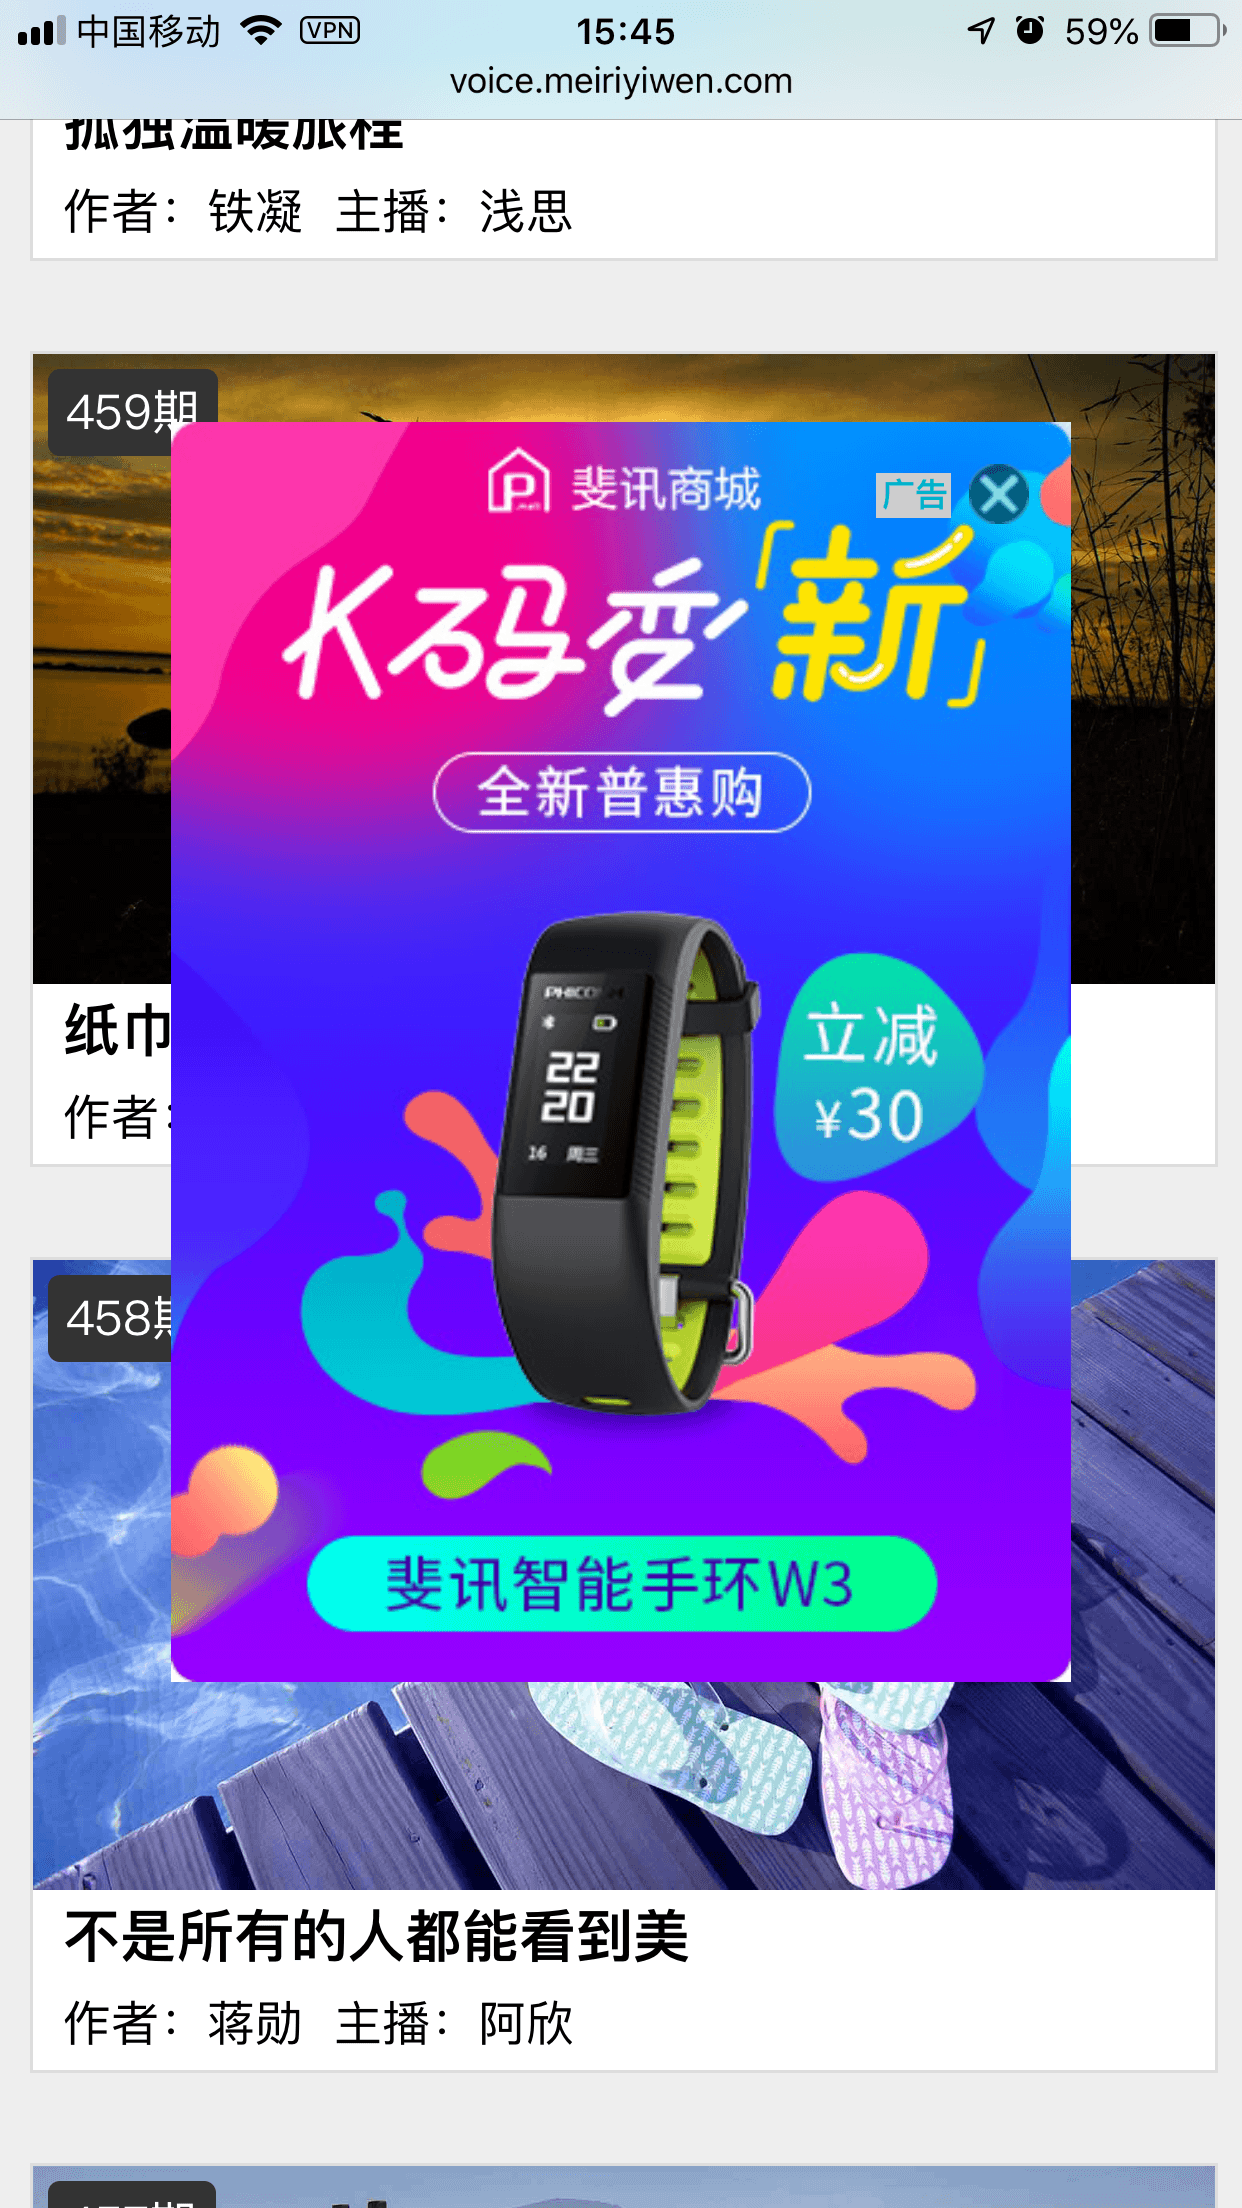 中国移动 VPN 15:45 59%
voice.meiriyiwen.com
孤独温暖旅程
作者：铁凝 主播：浅思
459期
斐讯商城
广告
K码变「新」
全新普惠购
立减
¥30
22
20
16 周三
斐讯智能手环W3
纸巾
作者：
458期
不是所有的人都能看到美
作者：蒋勋 主播：阿欣